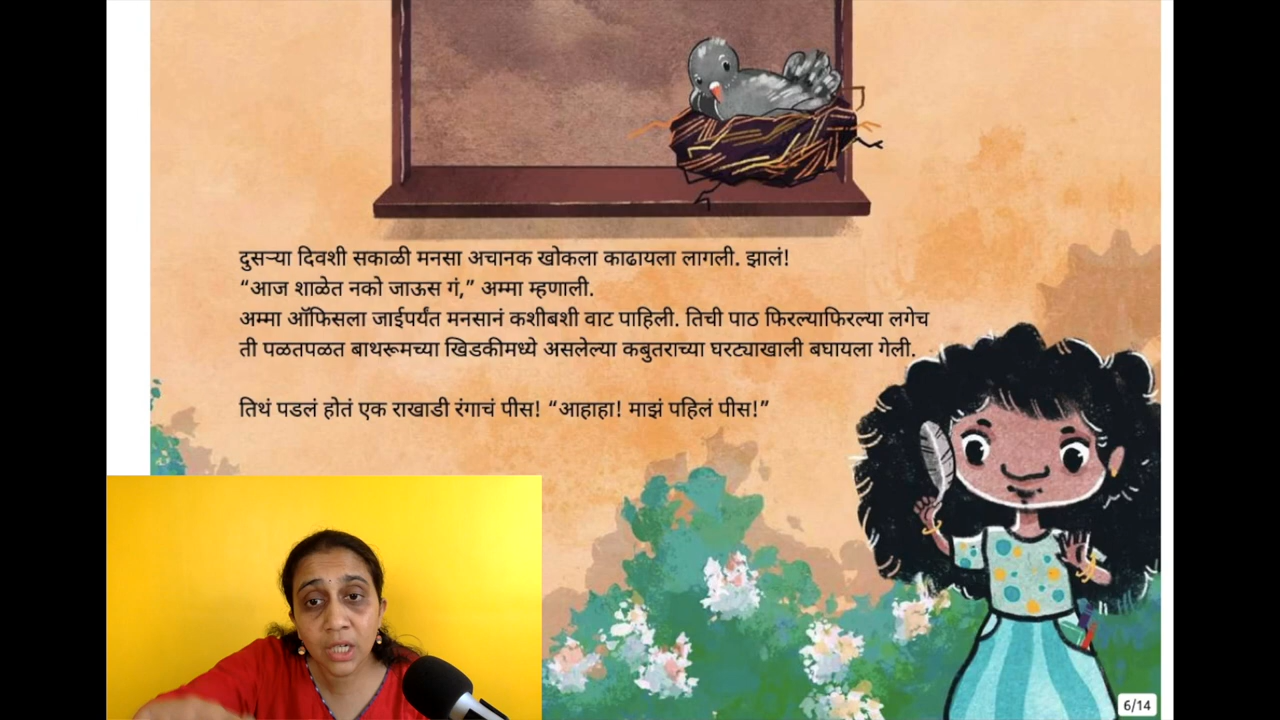 दुसऱ्या दिवशी सकाळी मनसा अचानक खोकला काढायला लागली. झालं!
“आज शाळेत नको जाऊस गं,” अम्मा म्हणाली.
अम्मा ऑफिसला जाईपर्यंत मनसानं कशीबशी वाट पाहिली. तिची पाठ फिरल्याफिरल्या लगेच
ती पळतपळत बाथरूमच्या खिडकीमध्ये असलेल्या कबुतराच्या घरट्याखाली बघायला गेली.
तिथं पडलं होतं एक राखाडी रंगाचं पीस! “आहाहा! माझं पहिलं पीस!”
6/14